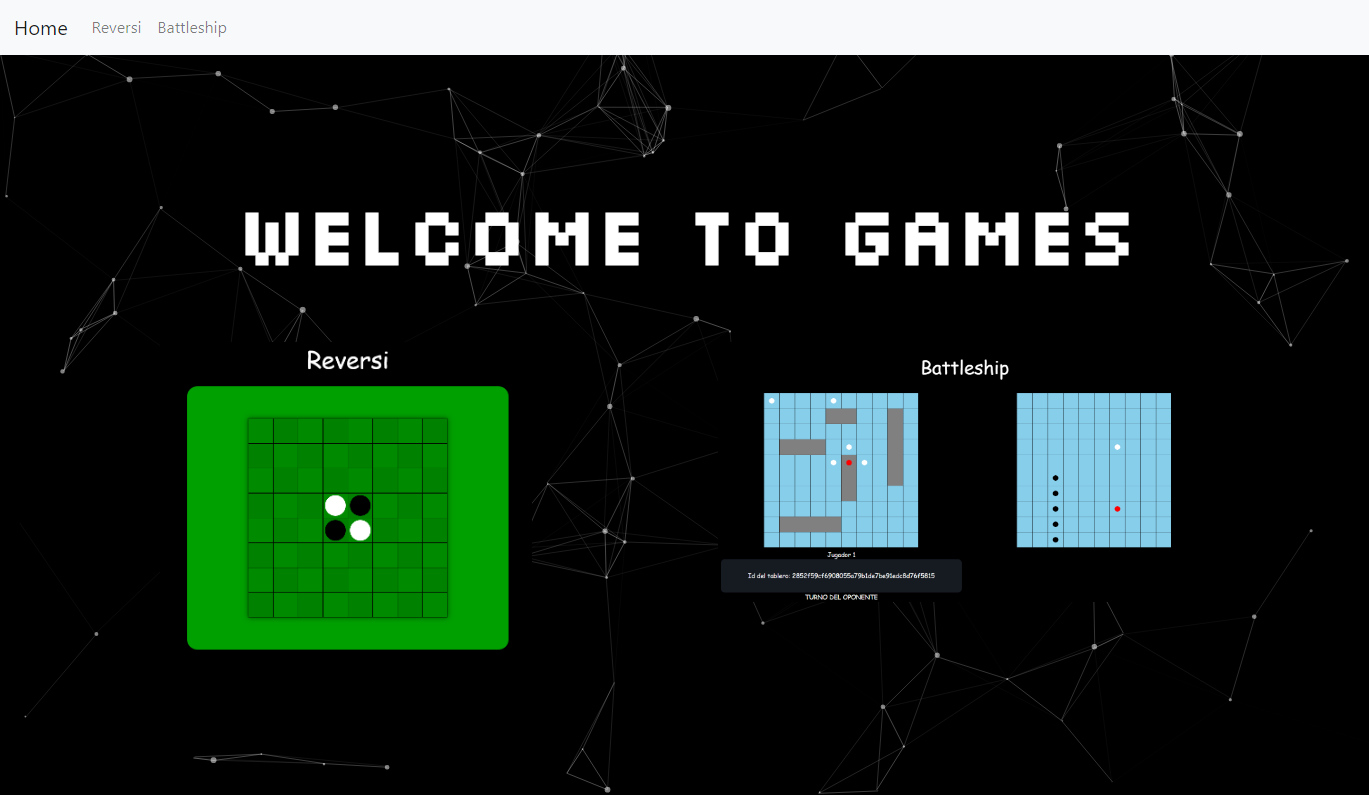 Home Reversi Battleship
WELCOME TO GAMES
Reversi
Battleship
Jugador 1
Id del tablero: 2852f59cf6908055a79b1de7be91edc8d76f5815
TURNO DEL OPONENTE